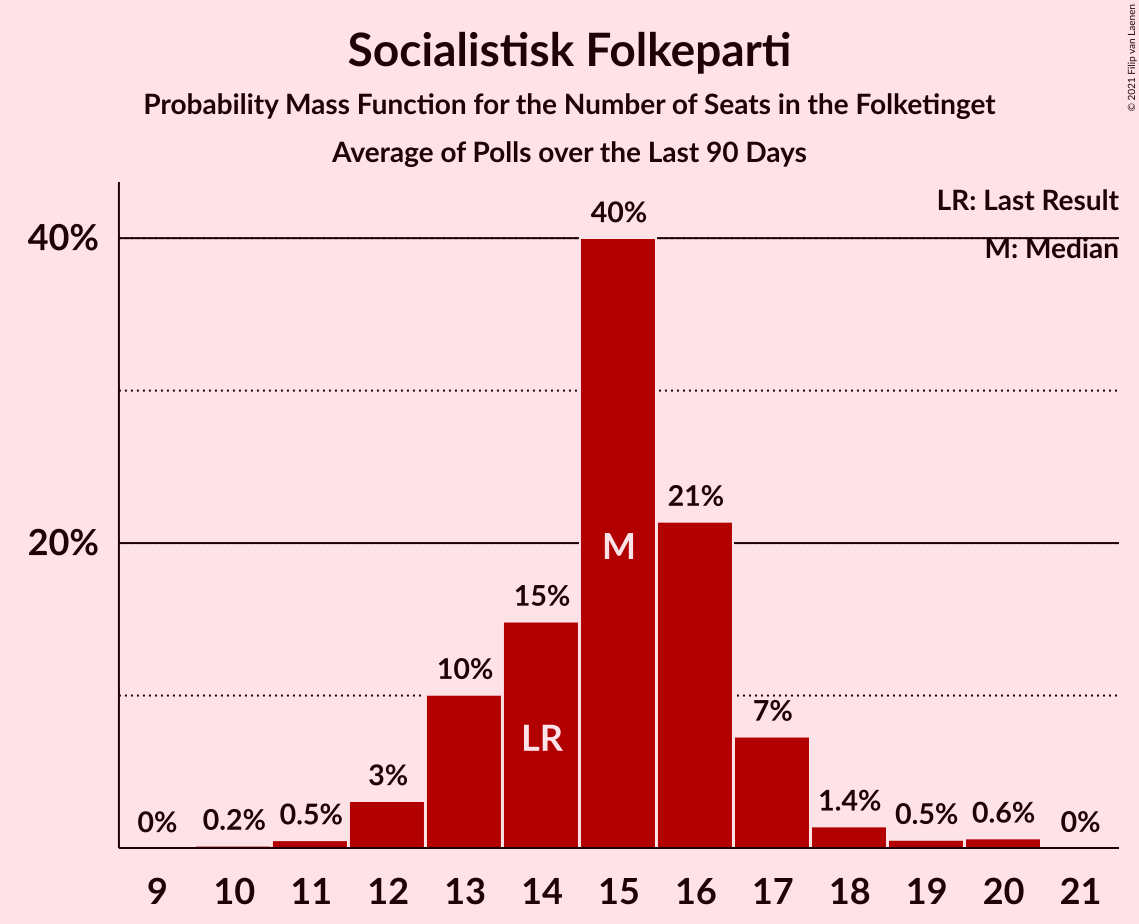 Socialistisk Folkeparti
Probability Mass Function for the Number of Seats in the Folketinget
Average of Polls over the Last 90 Days
© 2021 Filip van Laenen
LR: Last Result
M: Median
40%
20%
0%
0.2%
0.5%
3%
10%
15%
40%
21%
7%
1.4%
0.5%
0.6%
0%
LR
M
9 10 11 12 13 14 15 16 17 18 19 20 21